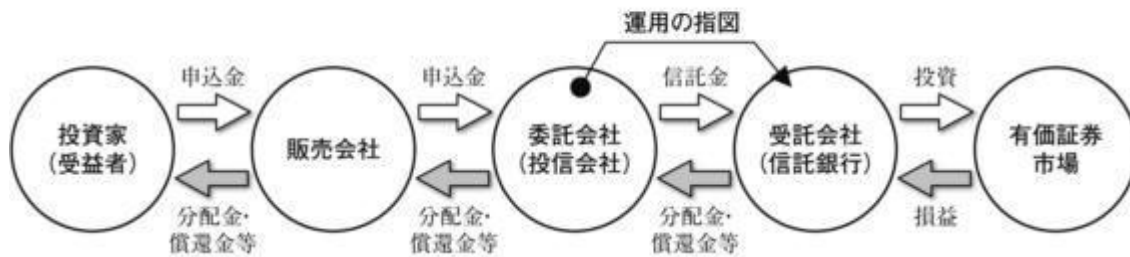 運用の指図
申込金
申込金
信託金
投資
投資家
(受益者)
販売会社
委託会社
(投信会社)
受託会社
(信託銀行)
有価証券
市場
分配金・
償還金等
分配金・
償還金等
分配金・
償還金等
損益